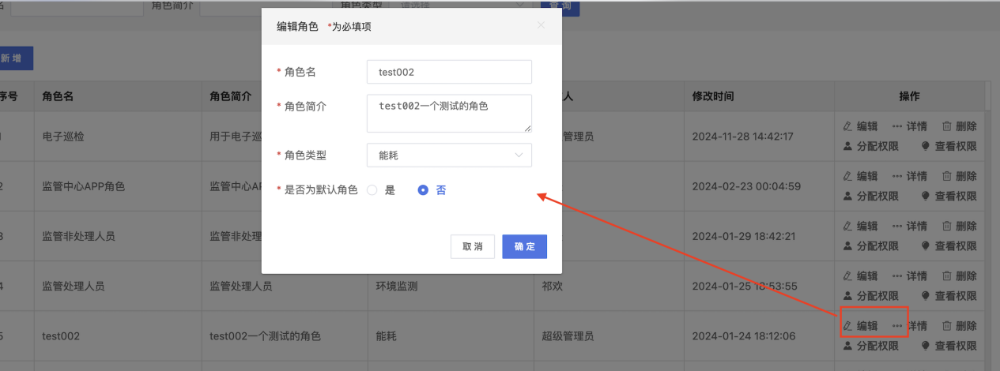 角色简介 角色类型 请选择 查 询
编辑角色 *为必填项
新 增
* 角色名 test002
序号 角色名 角色简介 人 修改时间 操作
* 角色简介 test002一个测试的角色
电子巡检 用于电子巡 管理员 2024-11-28 14:42:17 编辑 详情 删除
分配权限 查看权限
* 角色类型 能耗
2 监管中心APP角色 监管中心AP 2024-02-23 00:04:59 编辑 详情 删除
* 是否为默认角色 是 否
分配权限 查看权限
3 监管非处理人员 监管非处理 2024-01-29 18:42:21 编辑 详情 删除
取 消 确 定
分配权限 查看权限
4 监管处理人员 监管处理人员 环境监测 祁欢 2024-01-25 18:53:55 编辑 详情 删除
分配权限 查看权限
5 test002 test002一个测试的角色 能耗 超级管理员 2024-01-24 18:12:06 编辑 详情 删除
分配权限 查看权限